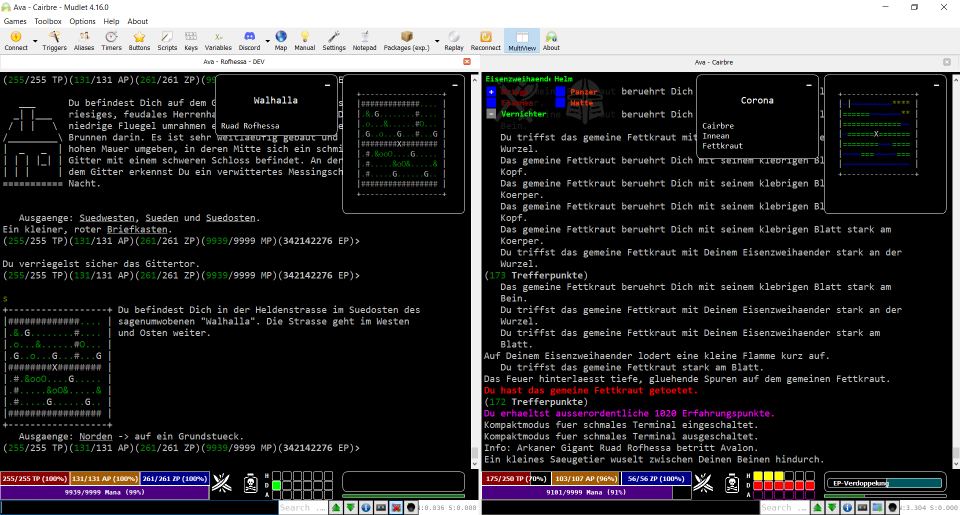 Ava - Cairbre - Mudlet 4.16.0
Games Toolbox Options Help About
Connect Triggers Aliases Timers Buttons Scripts Keys Variables Discord Map Manual Settings Notepad Packages (exp.) Replay Reconnect MultiView About
Ava - Rofhessa - DEV
(255/255 TP)(131/131 AP)(261/261 ZP)(99
Du befindest Dich auf dem G
riesiges, feudales Herrenha
niedrige Fluegel umrahmen e
Brunnen darin. Es ist sehr weitlaeufig gebaut und
hohen Mauer umgeben, in deren Mitte sich ein schmi
Gitter mit einem schweren Schloss befindet. An der
dem Gitter erkennst Du ein verwittertes Messingsch
Nacht.
Walhalla
Ruad Rofhessa
Ausgaenge: Suedwesten, Sueden und Suedosten.
Ein kleiner, roter Briefkasten.
(255/255 TP)(131/131 AP)(261/261 ZP)(9939/9999 MP)(342142276 EP)>
Du verriegelst sicher das Gittertor.
(255/255 TP)(131/131 AP)(261/261 ZP)(9939/9999 MP)(342142276 EP)>
s
Du befindest Dich in der Heldenstrasse im Suedosten des
sagenumwobenen "Walhalla". Die Strasse geht im Westen
und Osten weiter.
Ausgang: Norden -> auf ein Grundstueck.
(255/255 TP)(131/131 AP)(261/261 ZP)(9939/9999 MP)(342142276 EP)>
255/255 TP (100%) 131/131 AP (100%) 261/261 ZP (100%)
9939/9999 Mana (99%)
H
D
A
Search ...
Ava - Cairbre
Eisenzweihaender Helm
Panzer
Matte
Vernichter
beruehrt Dich mit seinem klebrigen Bl
beruehrt Dich mit seinem klebrigen Bl
Bein.
Du triffst das gemeine Fettkraut mit Deine
Wurzel.
Das gemeine Fettkraut beruehrt Dich mit seinem klebrigen Bl
Kopf.
Das gemeine Fettkraut beruehrt Dich mit seinem klebrigen Bl
Koerper.
Das gemeine Fettkraut beruehrt Dich mit seinem klebrigen Bl
Kopf.
Das gemeine Fettkraut beruehrt Dich mit seinem klebrigen Blatt stark am
Koerper.
Du triffst das gemeine Fettkraut mit Deinem Eisenzweihaender stark an der
Wurzel.
(173 Trefferpunkte)
Das gemeine Fettkraut beruehrt Dich mit seinem klebrigen Blatt stark am
Bein.
Du triffst das gemeine Fettkraut mit Deinem Eisenzweihaender stark an der
Wurzel.
Du triffst das gemeine Fettkraut mit Deinem Eisenzweihaender stark am
Blatt.
Auf Deinem Eisenzweihaender lodert eine kleine Flamme kurz auf.
Du triffst das gemeine Fettkraut stark am Blatt.
Das Feuer hinterlaesst tiefe, gluehende Spuren auf dem gemeinen Fettkraut.
Du hast das gemeine Fettkraut getoetet.
(172 Trefferpunkte)
Du erhaeltst ausserordentliche 1020 Erfahrungspunkte.
Kompaktmodus fuer schmales Terminal eingeschaltet.
Kompaktmodus fuer schmales Terminal ausgeschaltet.
Info: Arkaner Gigant Ruad Rofhessa betritt Avalon.
Ein kleines Saeugetier wuselt zwischen Deinen Beinen hindurch.
Corona
Cairbre
Innean
Fettkraut
175/250 TP (70%) 103/107 AP (96%) 56/56 ZP (100%)
9101/9999 Mana (91%)
H
D
A
EP-Verdoppelung
Search ...
N:3.304 S:0.000